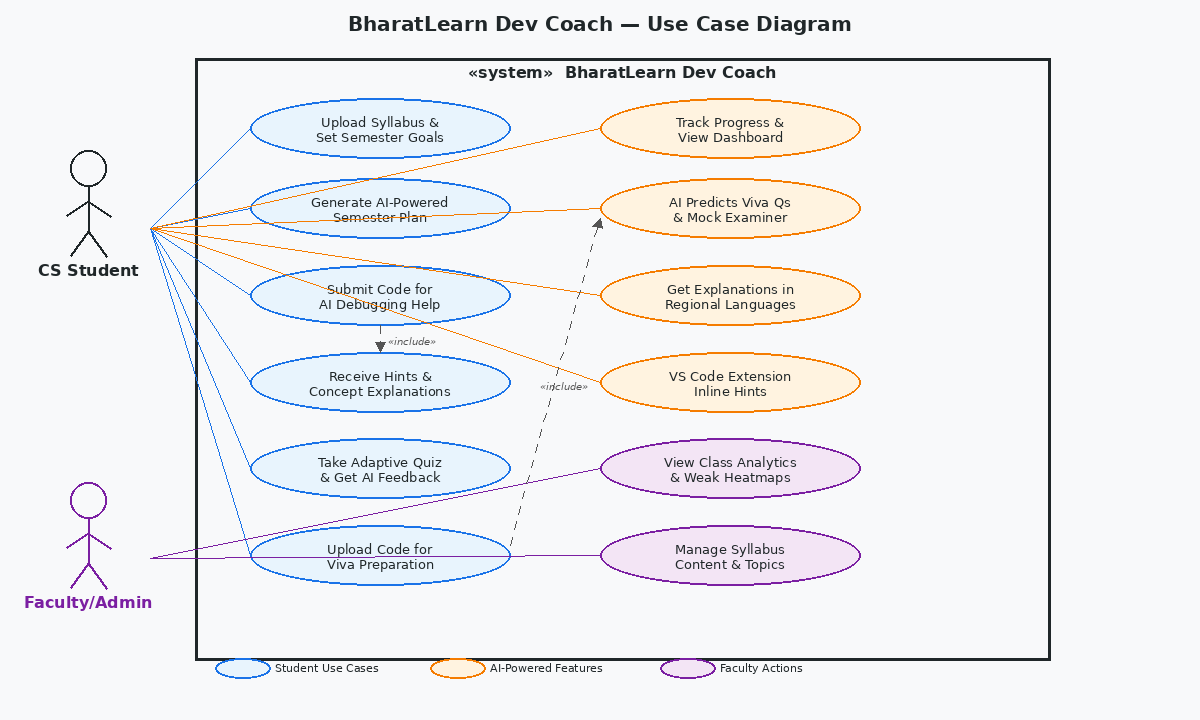 BharatLearn Dev Coach — Use Case Diagram
«system»  BharatLearn Dev Coach
Upload Syllabus &
Set Semester Goals
Track Progress &
View Dashboard
Generate AI-Powered
Semester Plan
AI Predicts Viva Qs
& Mock Examiner
CS Student
Submit Code for
AI Debugging Help
Get Explanations in
Regional Languages
«include»
Receive Hints &
Concept Explanations
VS Code Extension
Inline Hints
«include»
Take Adaptive Quiz
& Get AI Feedback
View Class Analytics
& Weak Heatmaps
Upload Code for
Viva Preparation
Manage Syllabus
Content & Topics
Faculty/Admin
Student Use Cases
AI-Powered Features
Faculty Actions